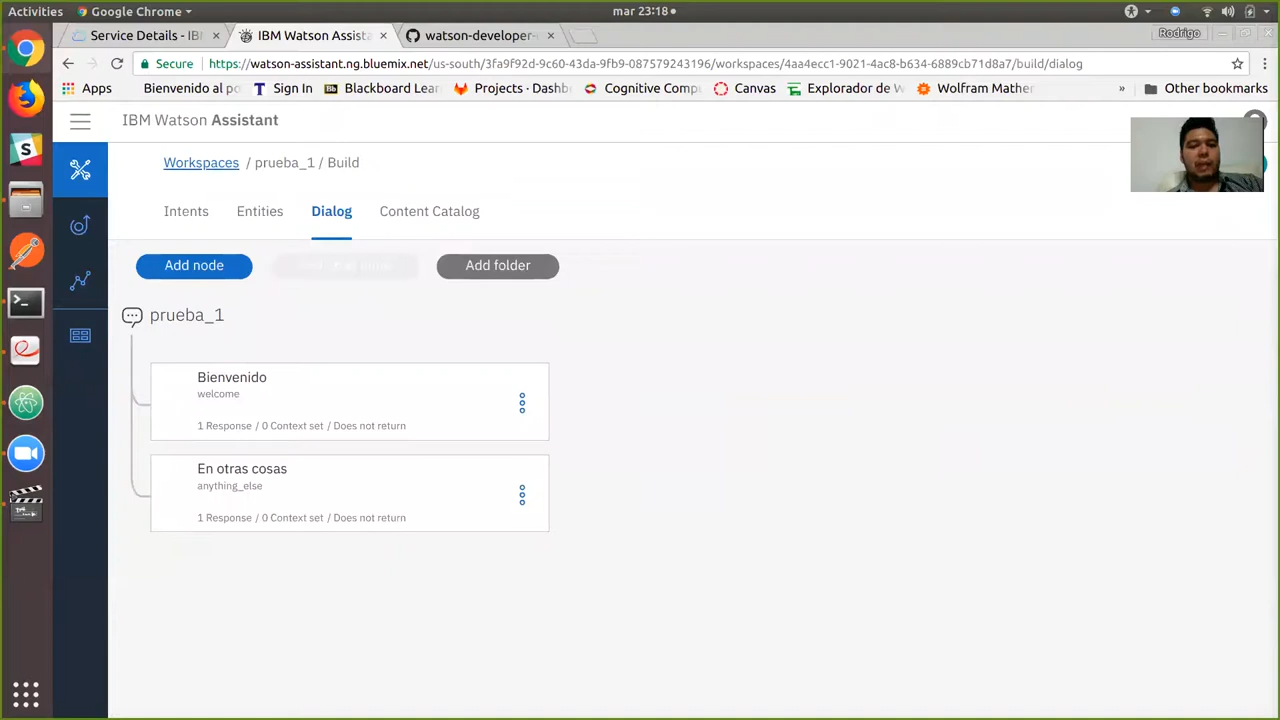 Activities Google Chrome mar 23:18
Service Details - IB IBM Watson Assista watson-developer- Rodrigo
Secure https://watson-assistant.ng.bluemix.net/us-south/3fa9f92d-9c60-43da-9fb9-087579243196/workspaces/4aa4ecc1-9021-4ac8-b634-6889cb71d8a7/build/dialog
Apps Bienvenido al po Sign In Blackboard Lear Projects · Dashb Cognitive Comp Canvas Explorador de W Wolfram Mathe » Other bookmarks
IBM Watson Assistant
Workspaces / prueba_1 / Build
Intents Entities Dialog Content Catalog
Add node Add folder
prueba_1
Bienvenido
welcome
1 Response / 0 Context set / Does not return
En otras cosas
anything_else
1 Response / 0 Context set / Does not return